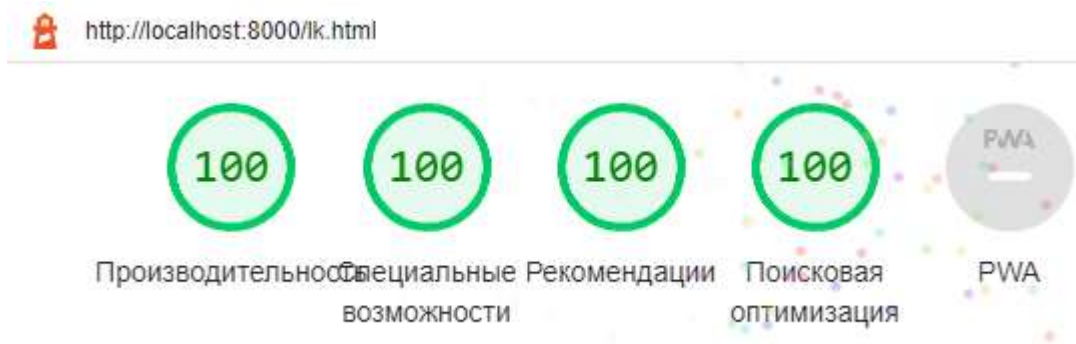 http://localhost:8000/lk.html
100 100 100 100 PWA
Производительность Специальные Рекомендации Поисковая PWA
возможности оптимизация